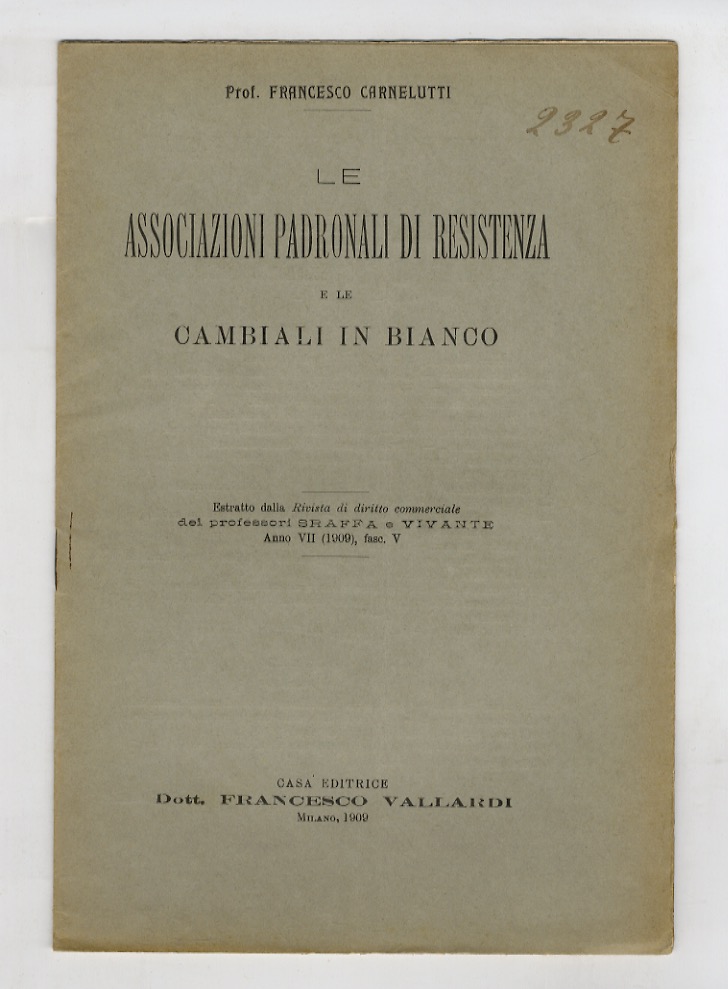 Prof. FRANCESCO CARNELUTTI
2327
LE
ASSOCIAZIONI PADRONALI DI RESISTENZA
E LE
CAMBIALI IN BIANCO
Estratto dalla Rivista di diritto commerciale
dei professori SRAFFA e VIVANTE
Anno VII (1909), fasc. V
CASA EDITRICE
Dott. FRANCESCO VALLARDI
MILANO, 1909